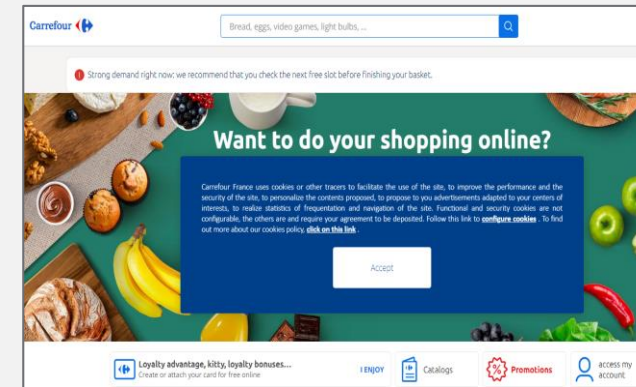 Carrefour
Bread, eggs, video games, light bulbs, ...
! Strong demand right now: we recommend that you check the next free slot before finishing your basket.
Want to do your shopping online?
Carrefour France uses cookies or other tracers to facilitate the use of the site, to improve the performance and the
security of the site, to personalize the contents proposed, to propose to you advertisements adapted to your centers of
interests, to realize statistics of frequentation and navigation of the site. Functional and security cookies are not
configurable, the others are and require your agreement to be deposited. Follow this link to configure cookies . To find
out more about our cookies policy, click on this link .
Accept
Loyalty advantage, kitty, loyalty bonuses...
Create or attach your card for free online
I ENJOY
Catalogs
% Promotions
access my
account